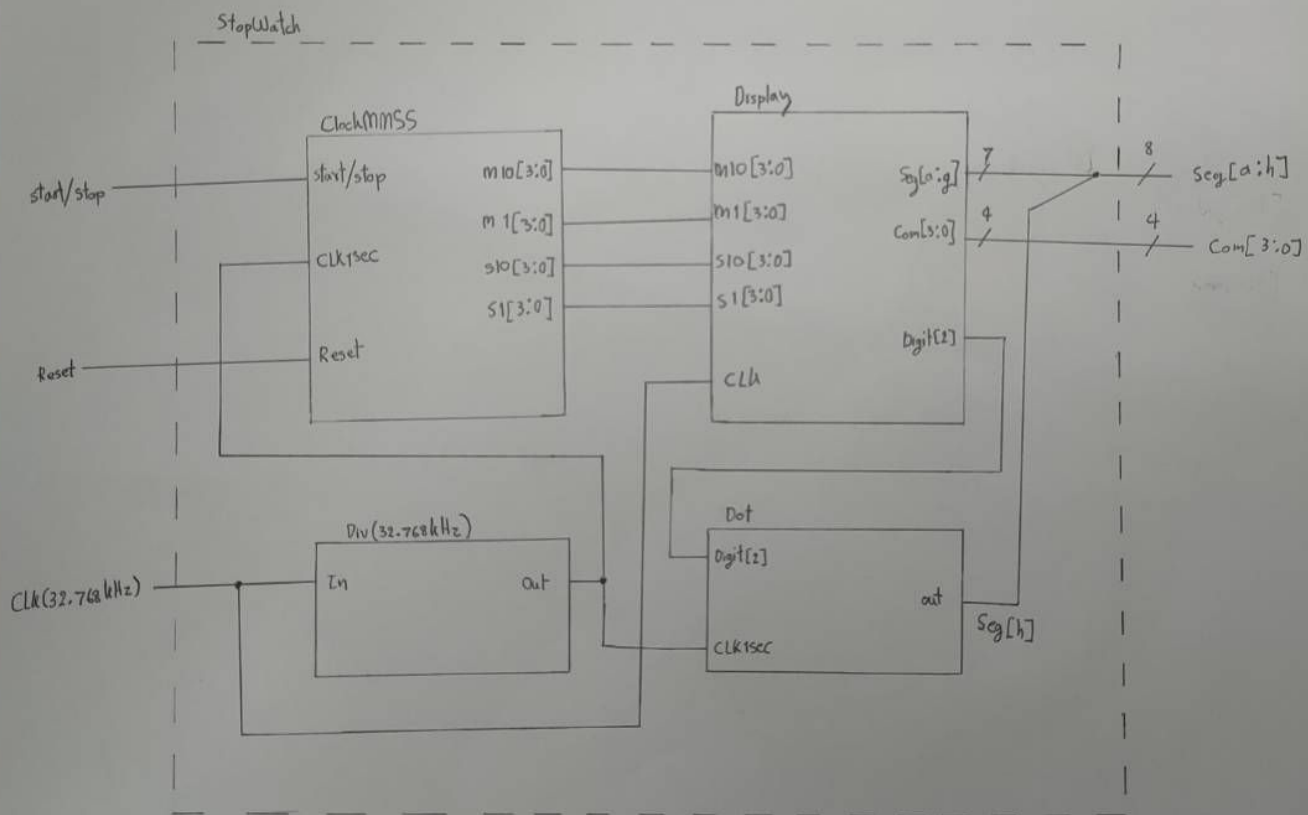 StopWatch
Display
ClockMMSS
start/stop
start/stop
CLK1sec
Reset
Reset
M10[3:0]
M1[3:0]
S10[3:0]
S1[3:0]
M10[3:0]
M1[3:0]
S10[3:0]
S1[3:0]
CLK
Seg[a:g]
Com[3:0]
Digit[2]
7
4
8
4
Seg[a:h]
Com[3:0]
Div(32.768kHz)
CLK(32.768kHz)
In
Out
Dot
Digit[2]
CLK1sec
out
Seg[h]